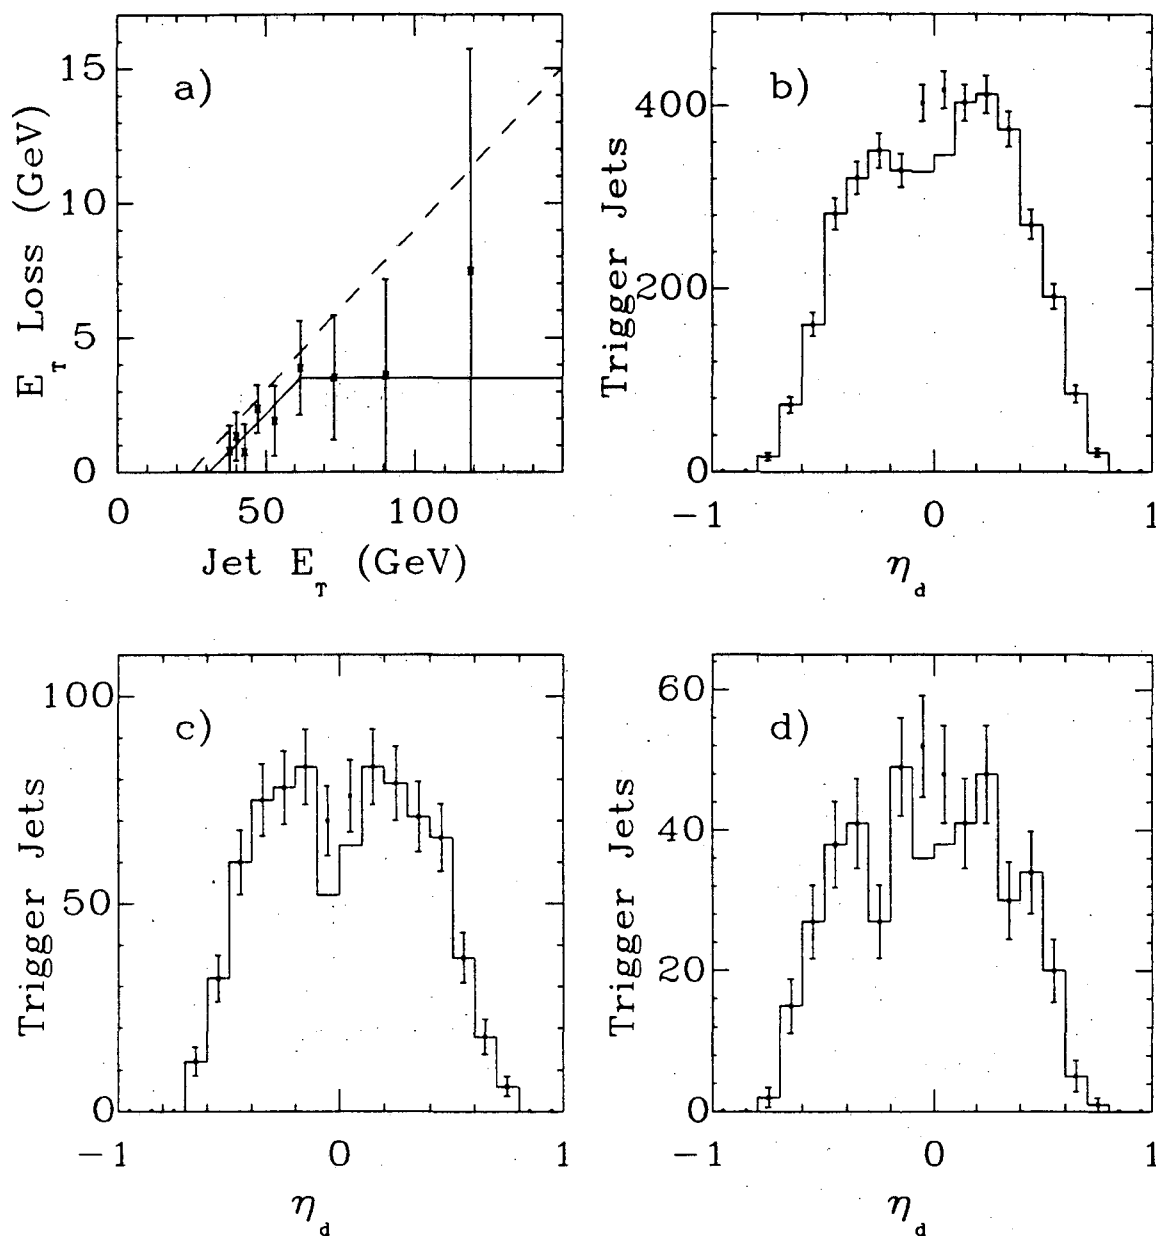 a)
15
10
5
0
E_T Loss (GeV)
0 50 100
Jet E_T (GeV)
b)
400
200
0
Trigger Jets
-1 0 1
η_d
c)
100
50
0
Trigger Jets
-1 0 1
η_d
d)
60
40
20
0
Trigger Jets
-1 0 1
η_d